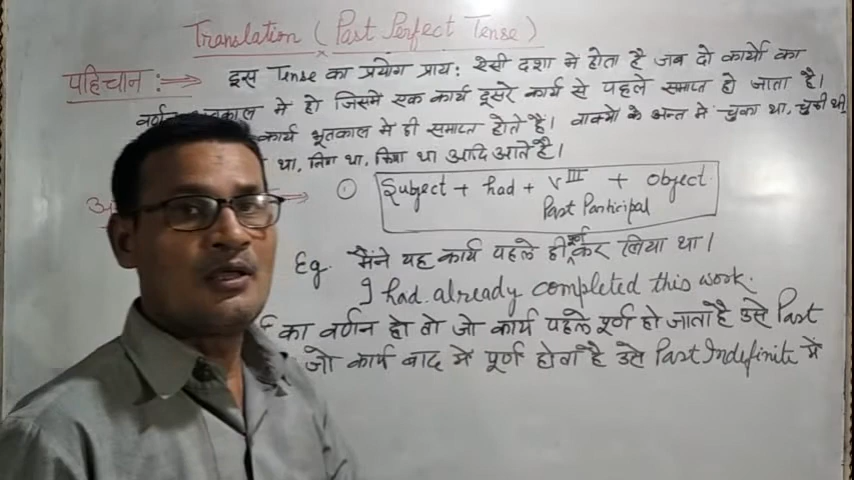 Translation (Past Perfect Tense)
पहिचान :⇒ इस Tense का प्रयोग प्राय: ऐसी दशा मे होता है जब दो कार्यो का
वर्णन भूतकाल मे हो जिसमे एक कार्य दूसरे कार्य से पहले समाप्त हो जाता है।
कार्य भूतकाल मे ही समाप्त होते है। वाक्यो के अन्त मे चुका था, चुकी थी
था, लिया था, किया था आदि आते है।
⇒ ① Subject + had + VIII + Object.
Past Participal
Eg. मैंने यह कार्य पहले ही पूर्ण कर लिया था।
I had already completed this work.
का वर्णन हो तो जो कार्य पहले पूर्ण हो जाता है उसे Past
जो कार्य बाद मे पूर्ण होता है उसे Past Indefinite मे